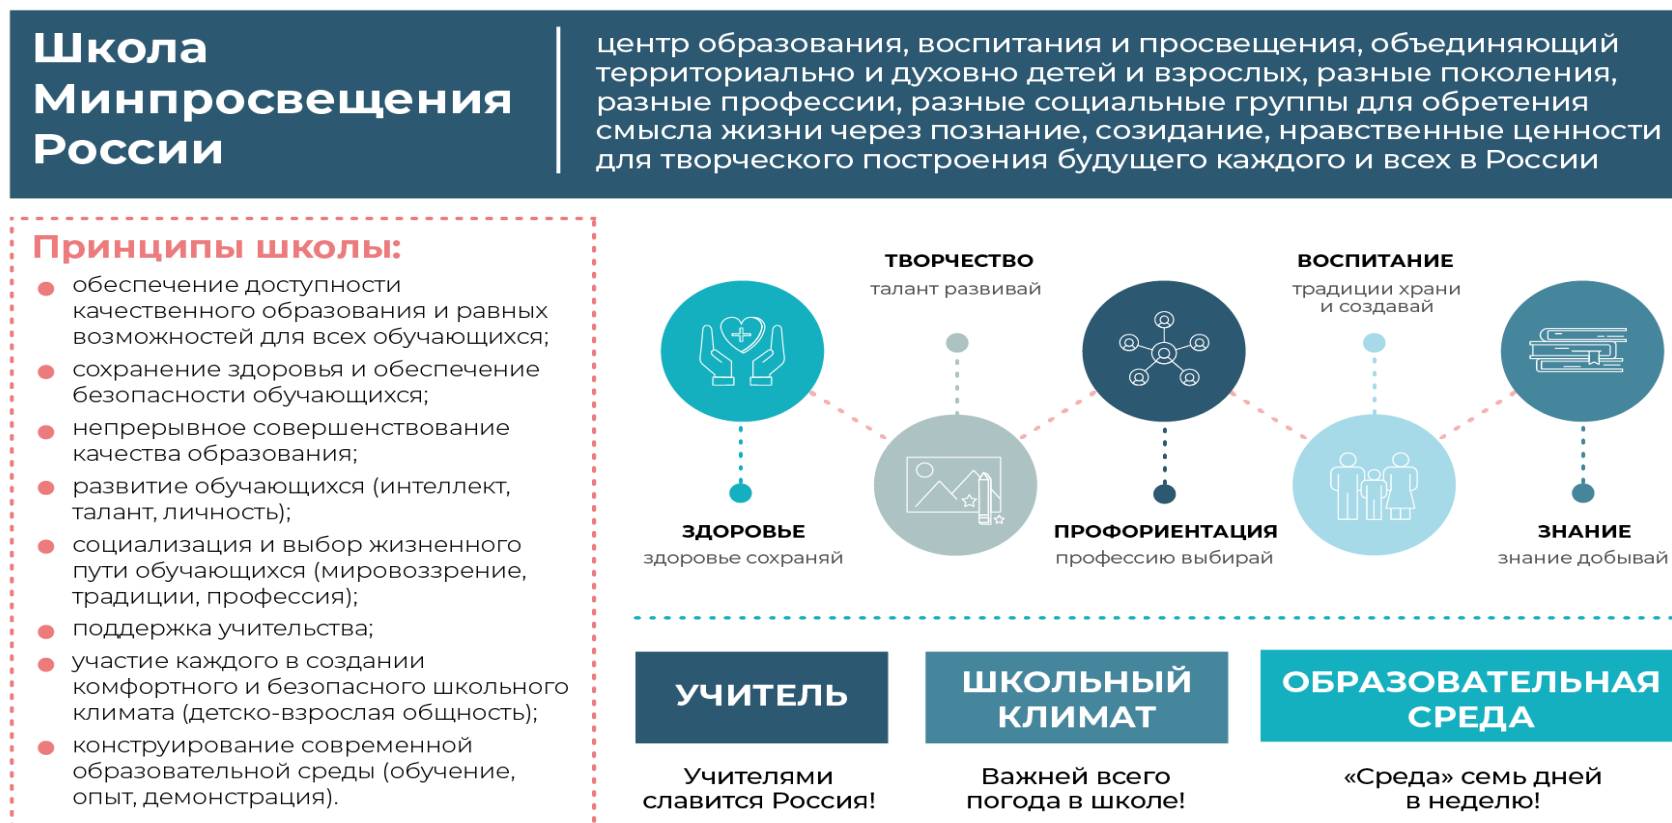 Школа
Минпросвещения
России
центр образования, воспитания и просвещения, объединяющий
территориально и духовно детей и взрослых, разные поколения,
разные профессии, разные социальные группы для обретения
смысла жизни через познание, созидание, нравственные ценности
для творческого построения будущего каждого и всех в России
Принципы школы:
обеспечение доступности
качественного образования и равных
возможностей для всех обучающихся;
сохранение здоровья и обеспечение
безопасности обучающихся;
непрерывное совершенствование
качества образования;
развитие обучающихся (интеллект,
талант, личность);
социализация и выбор жизненного
пути обучающихся (мировоззрение,
традиции, профессия);
поддержка учительства;
участие каждого в создании
комфортного и безопасного школьного
климата (детско-взрослая общность);
конструирование современной
образовательной среды (обучение,
опыт, демонстрация).
ТВОРЧЕСТВО
талант развивай
ВОСПИТАНИЕ
традиции храни
и создавай
ЗДОРОВЬЕ
здоровье сохраняй
ПРОФОРИЕНТАЦИЯ
профессию выбирай
ЗНАНИЕ
знание добывай
УЧИТЕЛЬ
Учителями
славится Россия!
ШКОЛЬНЫЙ
КЛИМАТ
Важней всего
погода в школе!
ОБРАЗОВАТЕЛЬНАЯ
СРЕДА
«Среда» семь дней
в неделю!